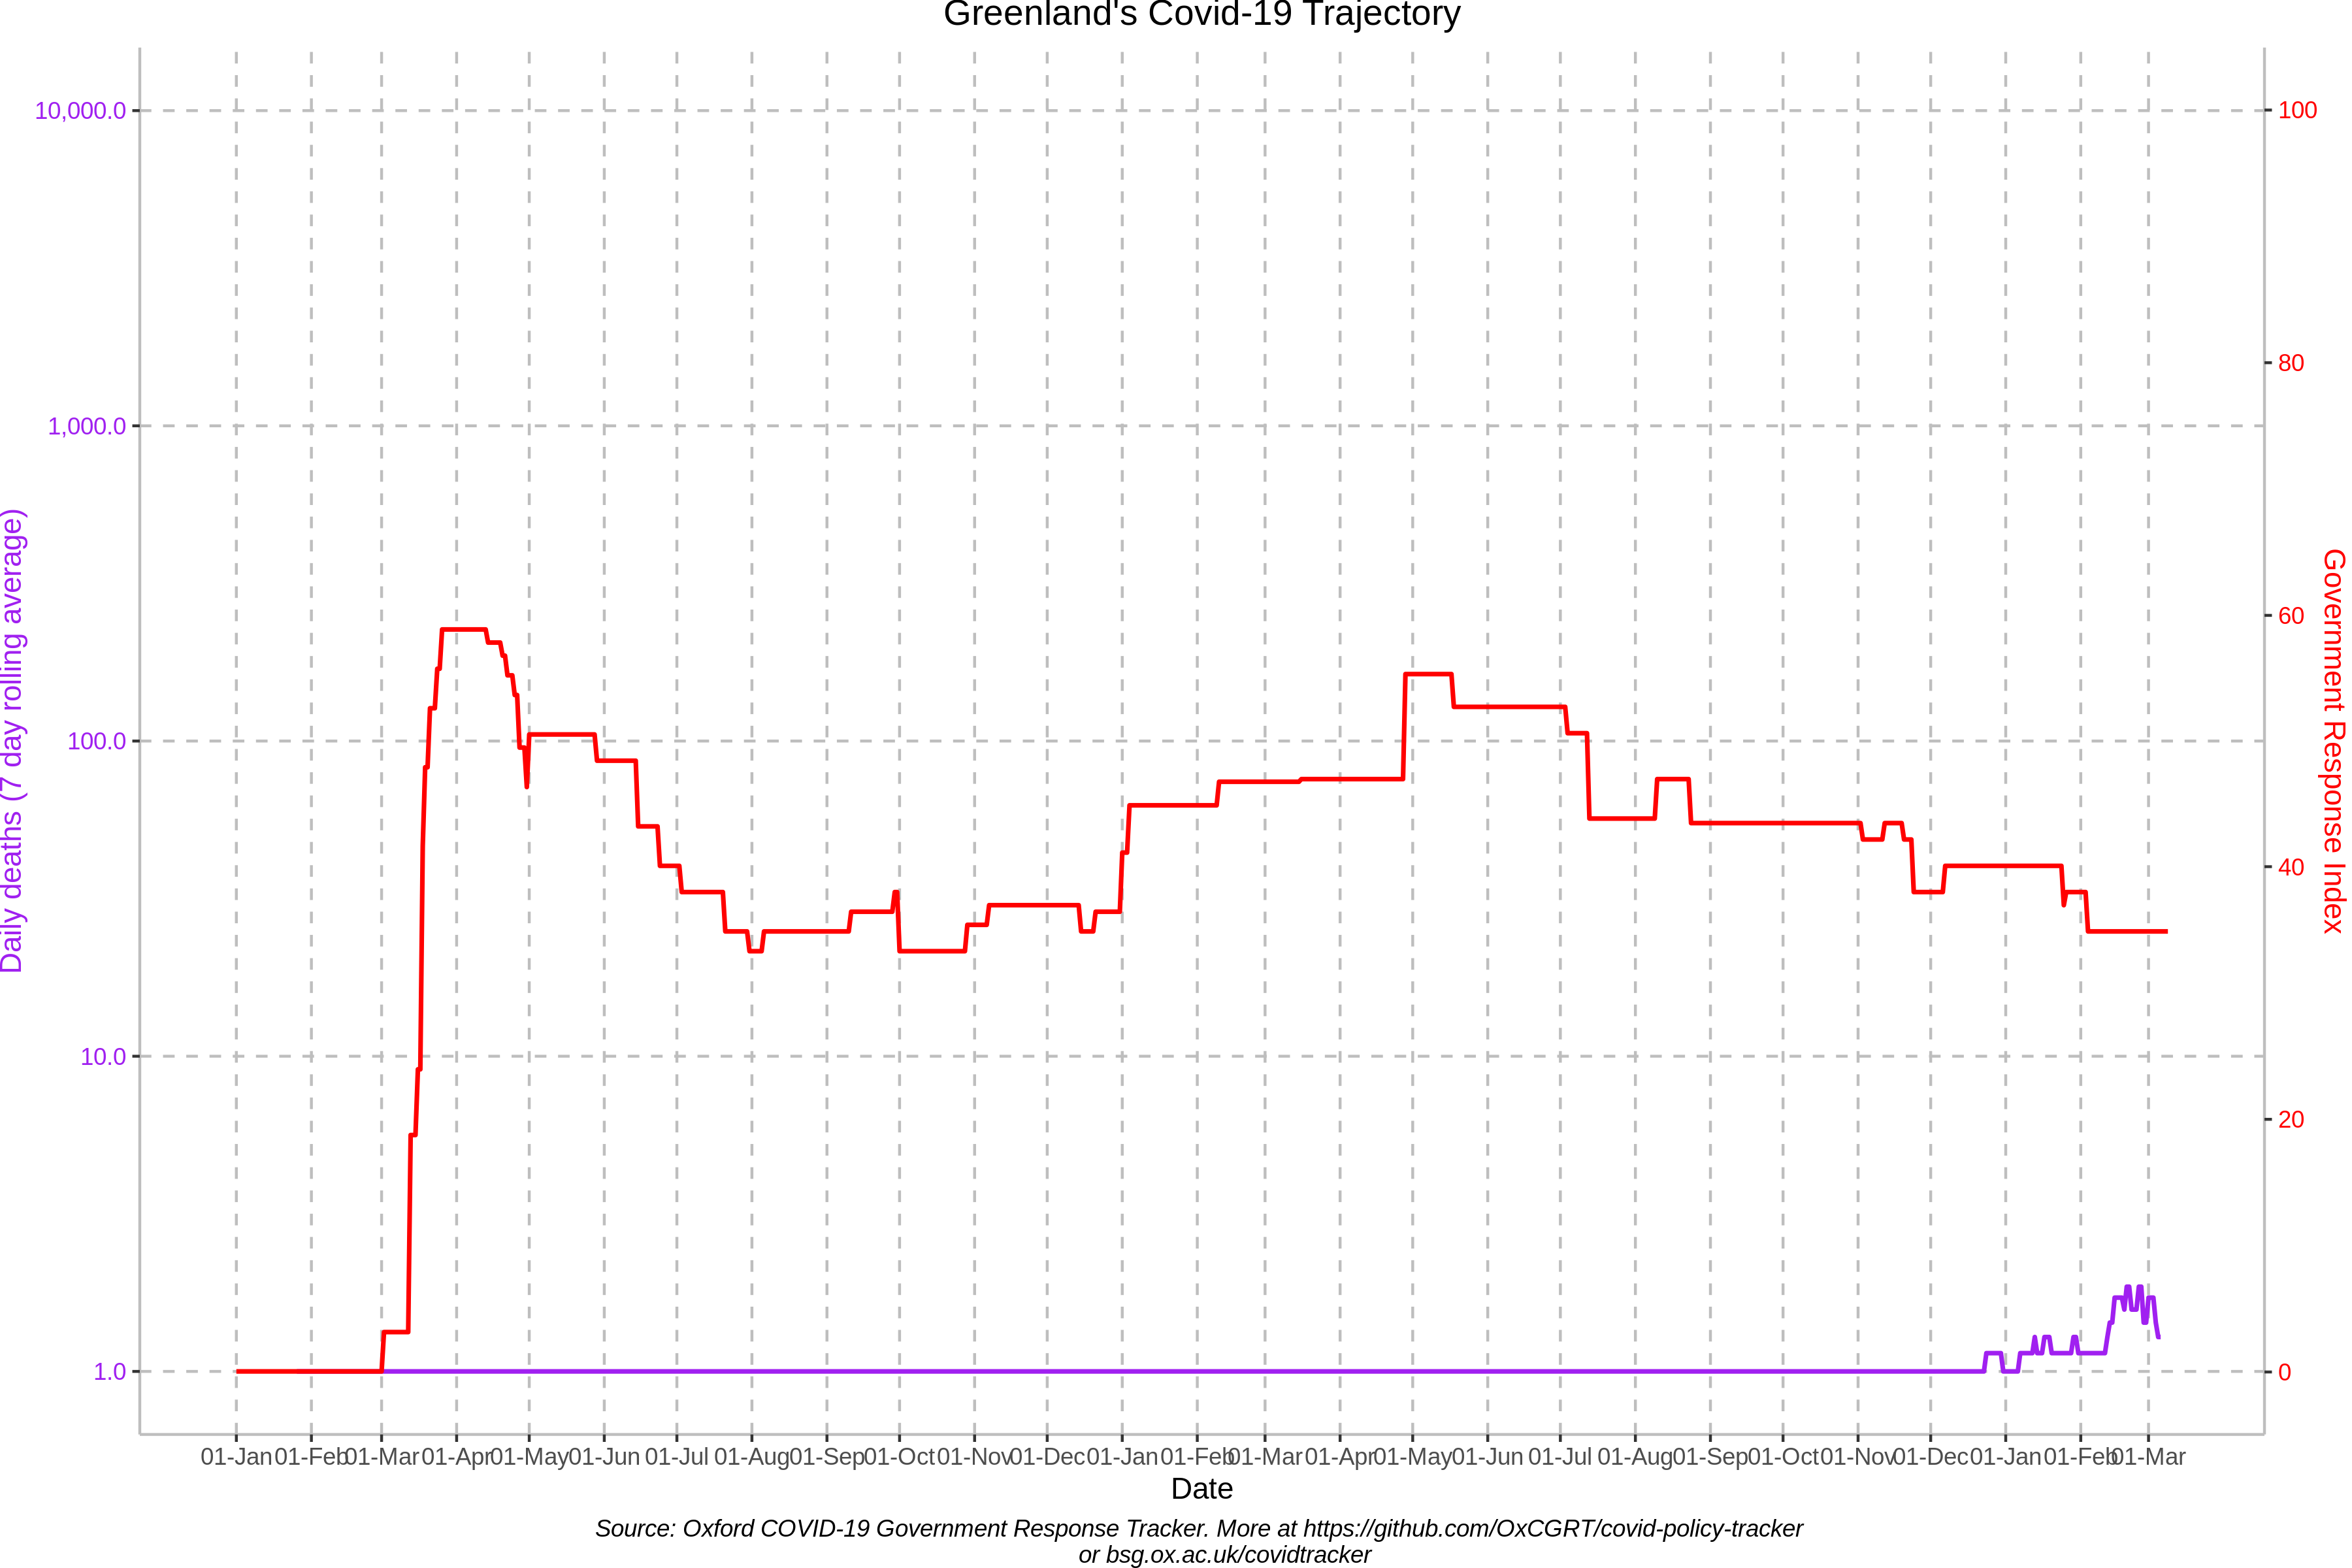 Greenland's Covid-19 Trajectory
10,000.0
1,000.0
100.0
10.0
1.0
Daily deaths (7 day rolling average)
100
80
60
40
20
0
Government Response Index
01-Jan 01-Feb 01-Mar 01-Apr 01-May 01-Jun 01-Jul 01-Aug 01-Sep 01-Oct 01-Nov 01-Dec 01-Jan 01-Feb 01-Mar 01-Apr 01-May 01-Jun 01-Jul 01-Aug 01-Sep 01-Oct 01-Nov 01-Dec 01-Jan 01-Feb 01-Mar
Date
Source: Oxford COVID-19 Government Response Tracker. More at https://github.com/OxCGRT/covid-policy-tracker
or bsg.ox.ac.uk/covidtracker